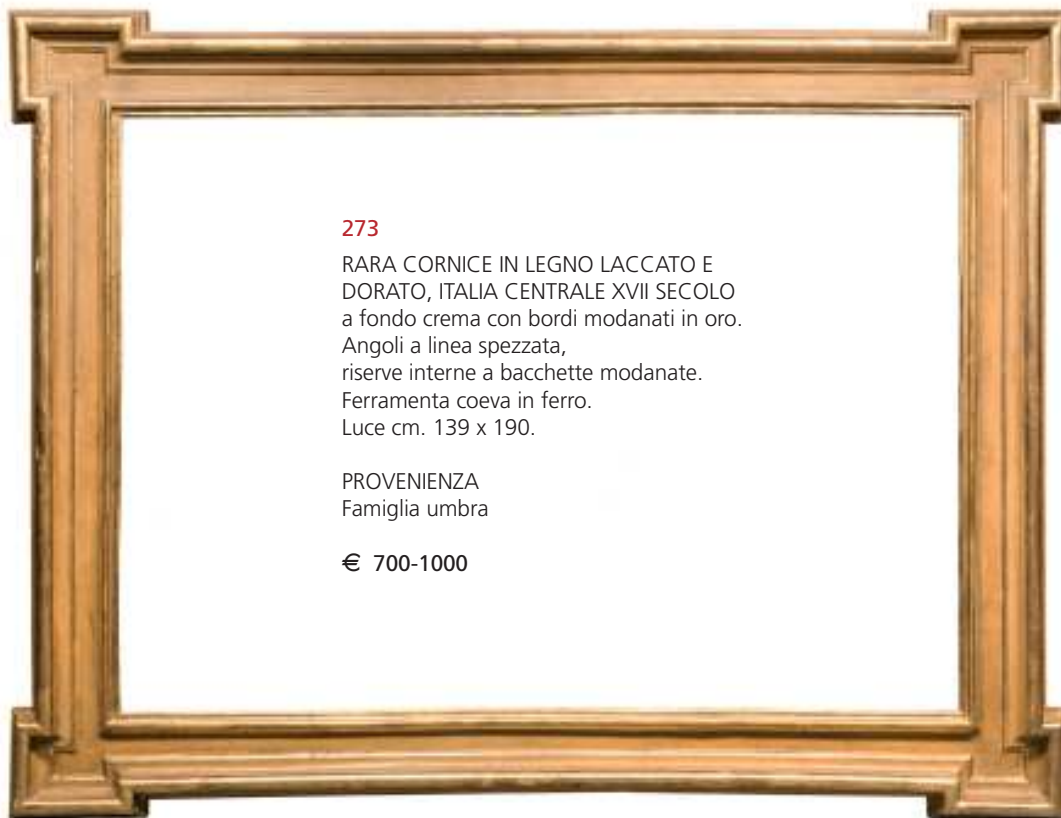 273
RARA CORNICE IN LEGNO LACCATO E
DORATO, ITALIA CENTRALE XVII SECOLO
a fondo crema con bordi modanati in oro.
Angoli a linea spezzata,
riserve interne a bacchette modanate.
Ferramenta coeva in ferro.
Luce cm. 139 x 190.
PROVENIENZA
Famiglia umbra
€ 700-1000